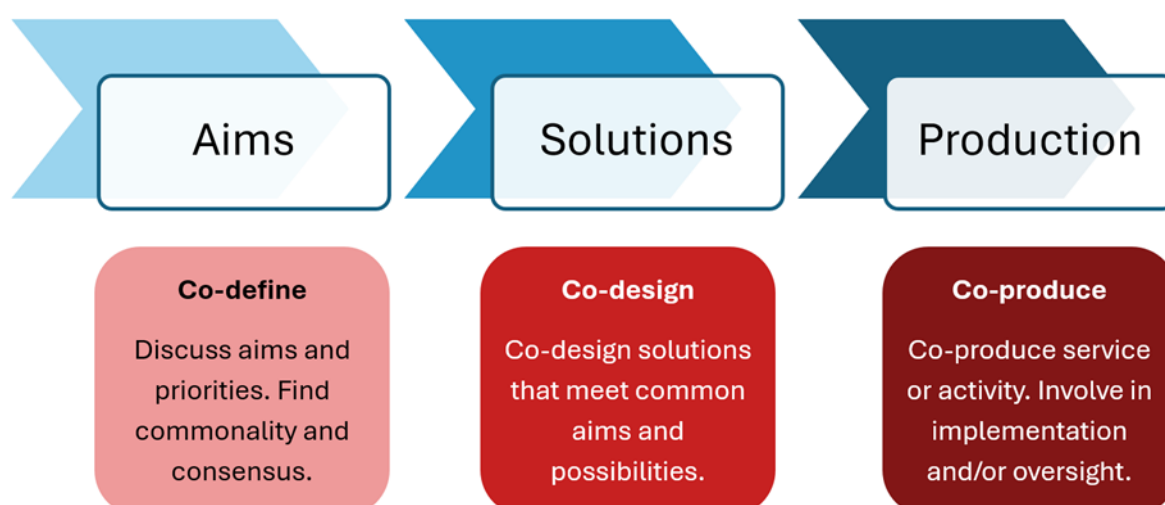 Aims
Solutions
Production
Co-define
Discuss aims and
priorities. Find
commonality and
consensus.
Co-design
Co-design solutions
that meet common
aims and
possibilities.
Co-produce
Co-produce service
or activity. Involve in
implementation
and/or oversight.